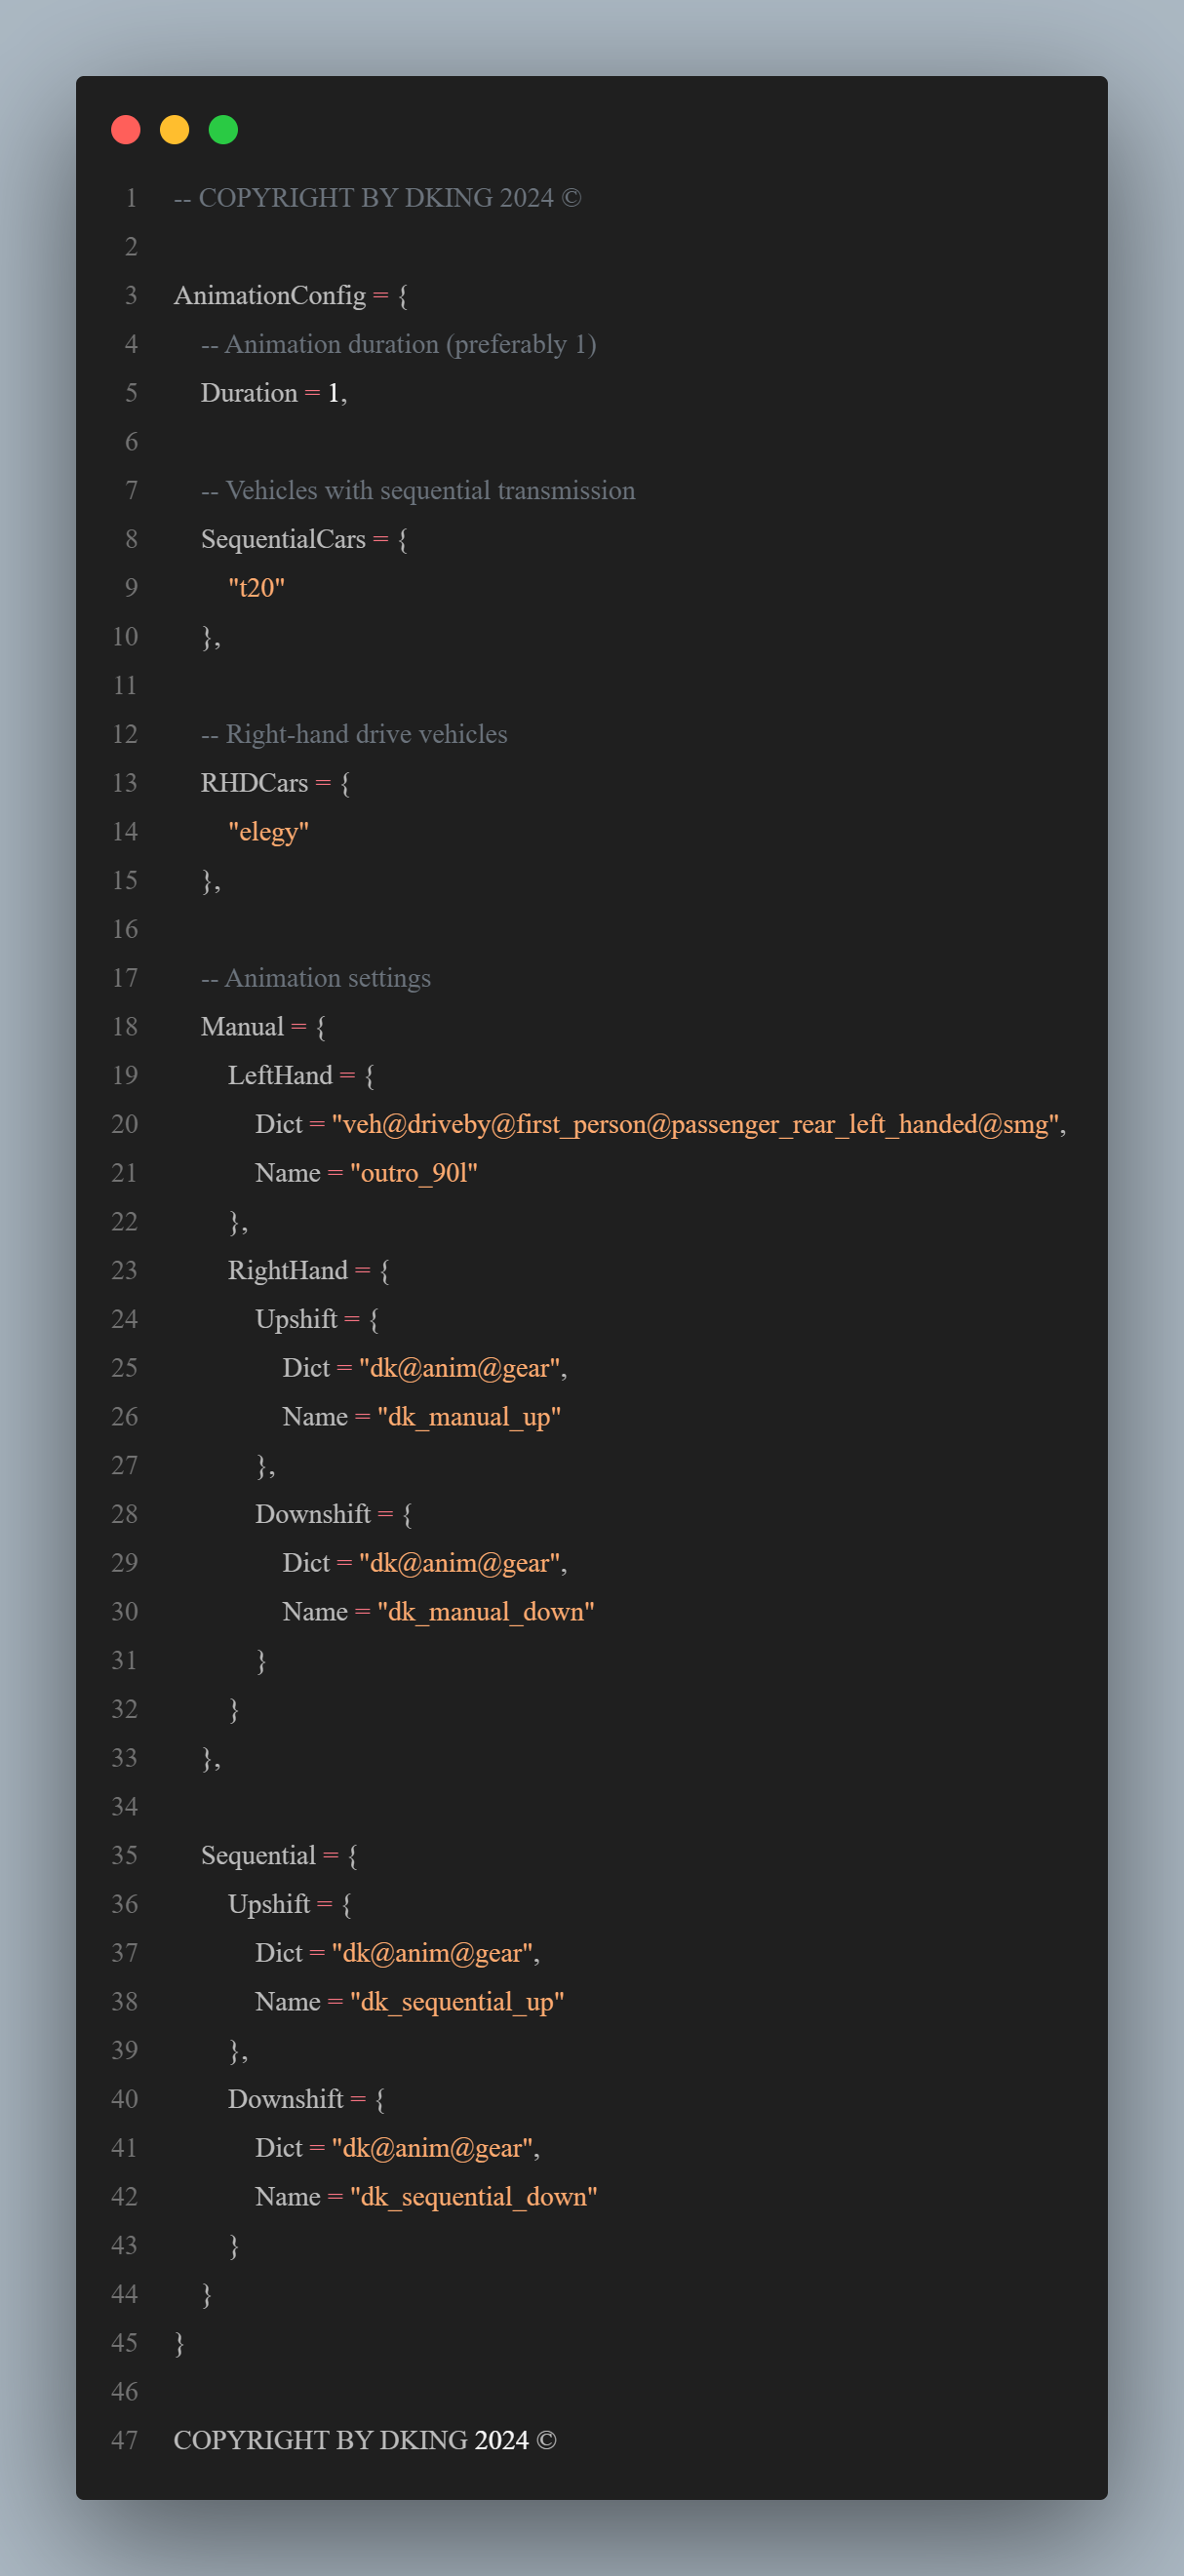 1 -- COPYRIGHT BY DKING 2024 ©
2
3 AnimationConfig = {
4     -- Animation duration (preferably 1)
5     Duration = 1,
6
7     -- Vehicles with sequential transmission
8     SequentialCars = {
9         "t20"
10     },
11
12     -- Right-hand drive vehicles
13     RHDCars = {
14         "elegy"
15     },
16
17     -- Animation settings
18     Manual = {
19         LeftHand = {
20             Dict = "veh@driveby@first_person@passenger_rear_left_handed@smg",
21             Name = "outro_90l"
22         },
23         RightHand = {
24             Upshift = {
25                 Dict = "dk@anim@gear",
26                 Name = "dk_manual_up"
27             },
28             Downshift = {
29                 Dict = "dk@anim@gear",
30                 Name = "dk_manual_down"
31             }
32         }
33     },
34
35     Sequential = {
36         Upshift = {
37             Dict = "dk@anim@gear",
38             Name = "dk_sequential_up"
39         },
40         Downshift = {
41             Dict = "dk@anim@gear",
42             Name = "dk_sequential_down"
43         }
44     }
45 }
46
47 COPYRIGHT BY DKING 2024 ©